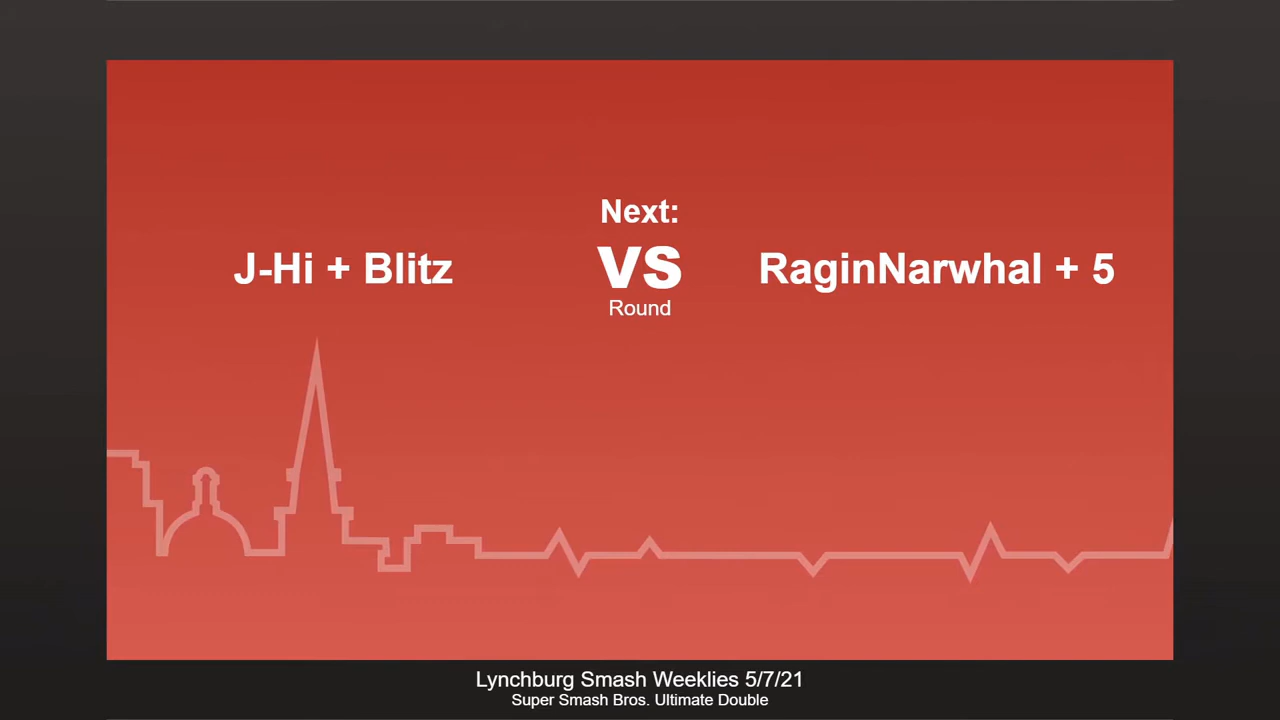 Next:
J-Hi + Blitz
VS
RaginNarwhal + 5
Round
Lynchburg Smash Weeklies 5/7/21
Super Smash Bros. Ultimate Double